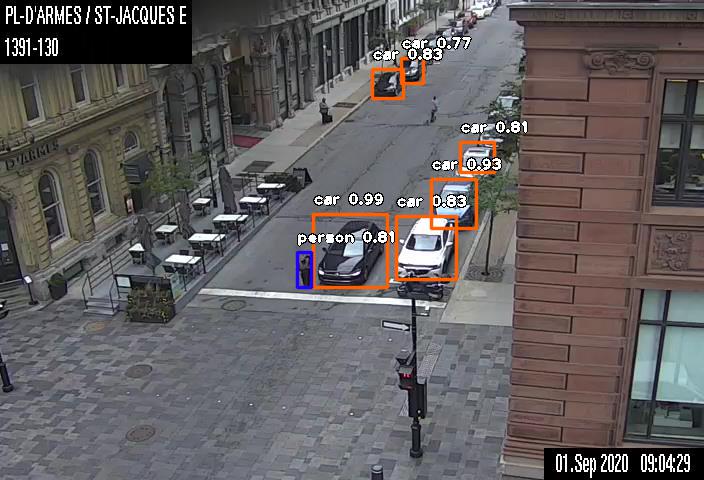 PL-D'ARMES / ST-JACQUES E
1391-130
car 0.77
car 0.83
car 0.81
car 0.93
car 0.99
car 0.83
person 0.81
D'ARMES
01.Sep 2020 09:04:29